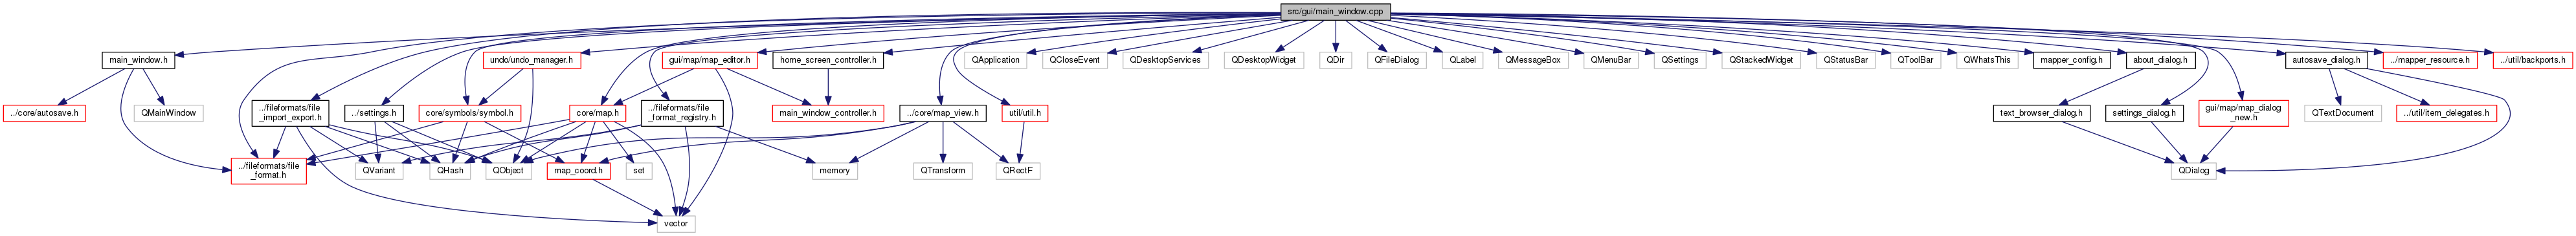 src/gui/main_window.cpp
main_window.h
undo/undo_manager.h
gui/map/map_editor.h
home_screen_controller.h
QApplication
QCloseEvent
QDesktopServices
QDesktopWidget
QDir
QFileDialog
QLabel
QMessageBox
QMenuBar
QSettings
QStackedWidget
QStatusBar
QToolBar
QWhatsThis
mapper_config.h
about_dialog.h
autosave_dialog.h
../mapper_resource.h
../util/backports.h
../core/autosave.h
QMainWindow
../fileformats/file
_import_export.h
../settings.h
core/symbols/symbol.h
core/map.h
../fileformats/file
_format_registry.h
main_window_controller.h
../core/map_view.h
util/util.h
text_browser_dialog.h
settings_dialog.h
gui/map/map_dialog
_new.h
QTextDocument
../util/item_delegates.h
../fileformats/file
_format.h
QVariant
QHash
QObject
map_coord.h
set
memory
QTransform
QRectF
QDialog
vector